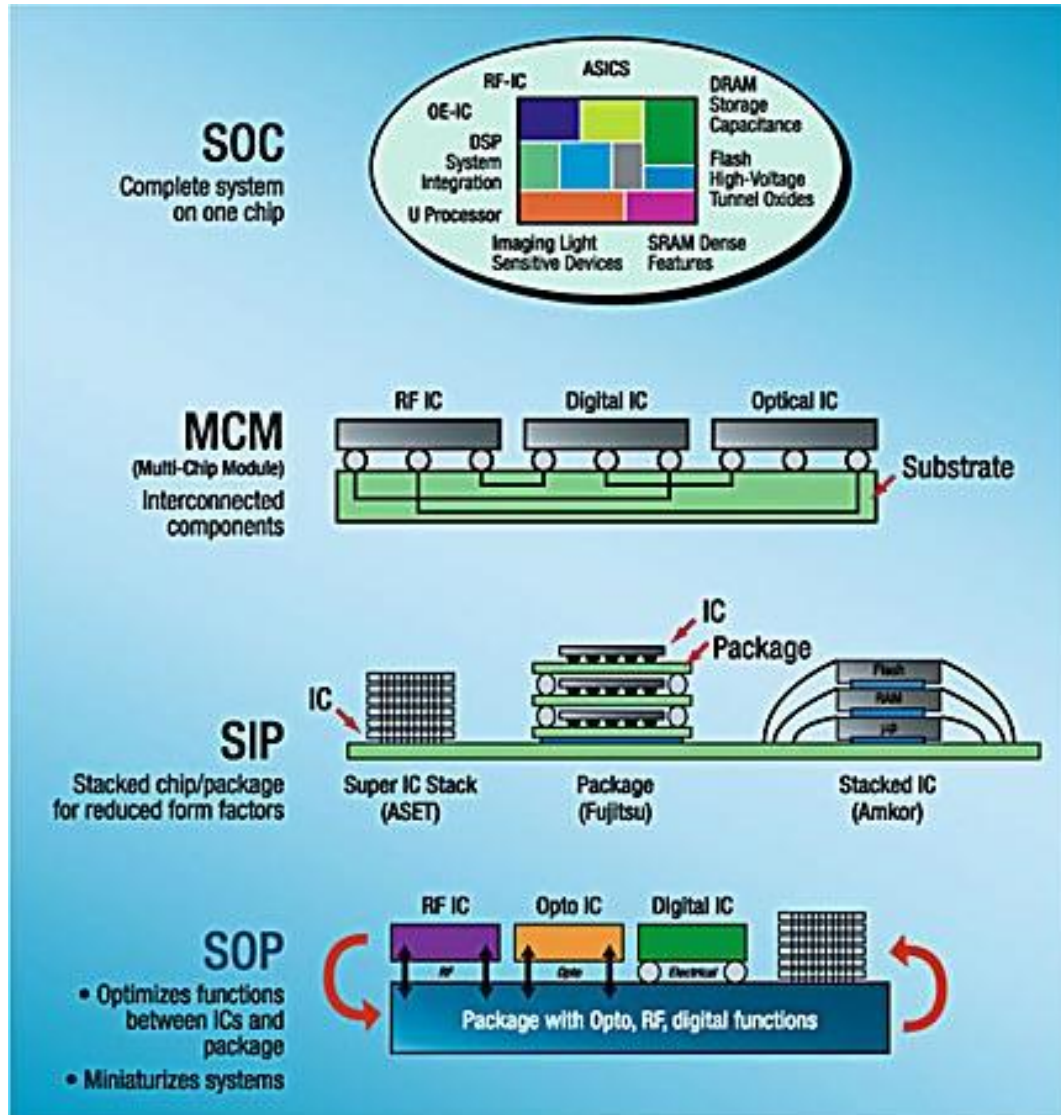 SOC
Complete system
on one chip
RF-IC
ASICS
OE-IC
DSP
System
Integration
U Processor
DRAM
Storage
Capacitance
Flash
High-Voltage
Tunnel Oxides
Imaging Light
Sensitive Devices
SRAM Dense
Features
MCM
(Multi-Chip Module)
Interconnected
components
RF IC
Digital IC
Optical IC
Substrate
SIP
Stacked chip/package
for reduced form factors
IC
IC
Package
Flash
RAM
Super IC Stack
(ASET)
Package
(Fujitsu)
Stacked IC
(Amkor)
SOP
• Optimizes functions
between ICs and
package
• Miniaturizes systems
RF IC
Opto IC
Digital IC
RF
Opto
Electrical
Package with Opto, RF, digital functions